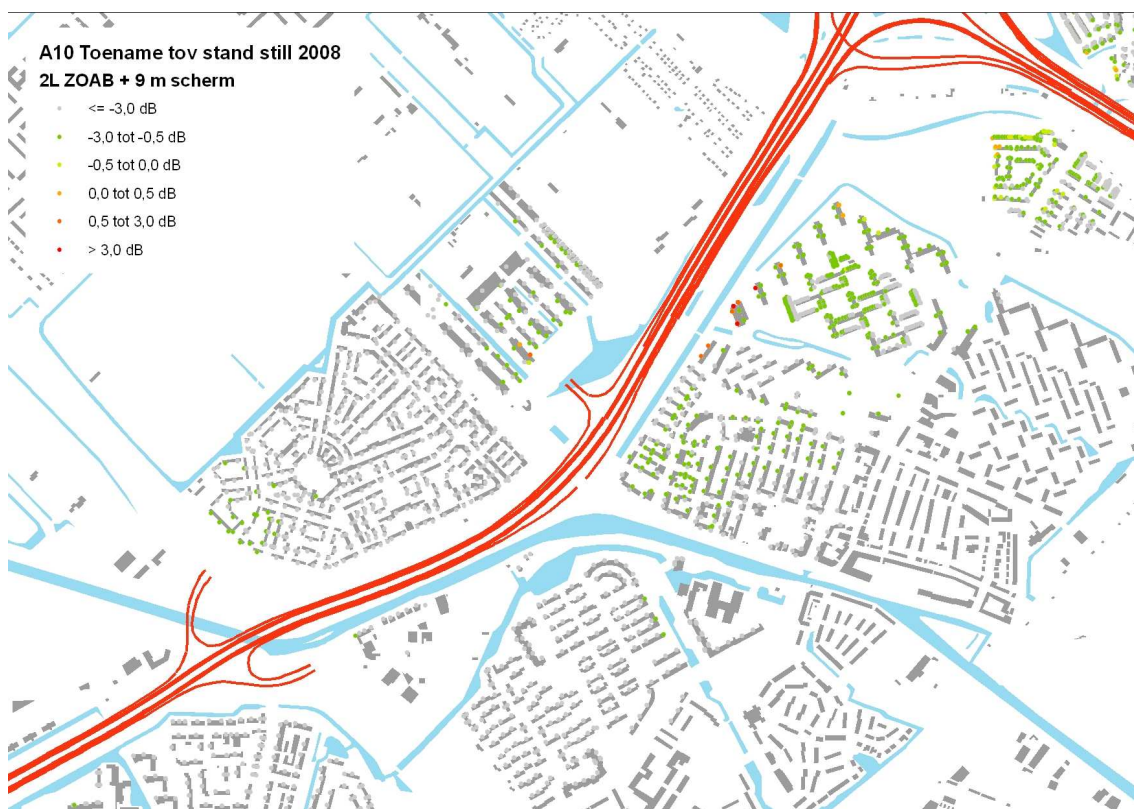 A10 Toename tov stand still 2008
2L ZOAB + 9 m scherm
<= -3,0 dB
-3,0 tot -0,5 dB
-0,5 tot 0,0 dB
0,0 tot 0,5 dB
0,5 tot 3,0 dB
> 3,0 dB